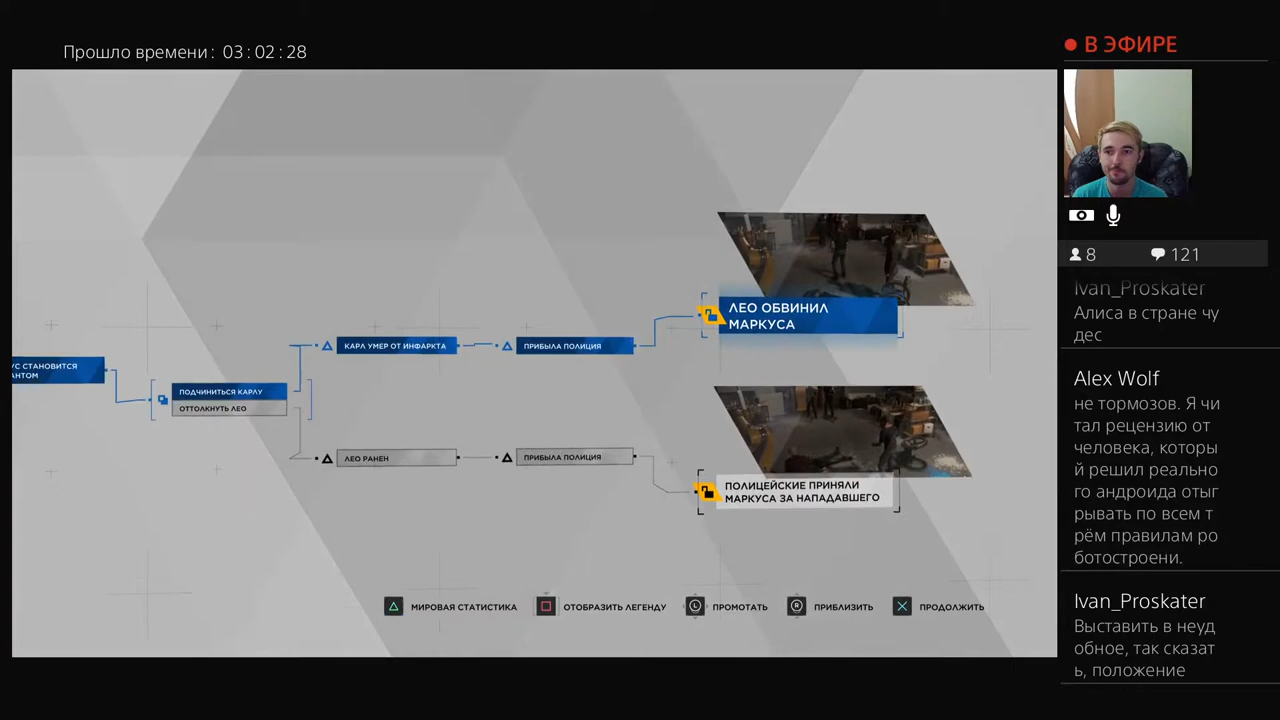 Прошло времени: 03:02:28
В ЭФИРЕ
8
121
Ivan_Proskater
Алиса в стране чу
дес
Alex Wolf
не тормозов. Я чи
тал рецензию от
человека, которы
й решил реально
го андроида отыг
рывать по всем т
рём правилам ро
ботостроени.
Ivan_Proskater
Выставить в неуд
обное, так сказат
ь, положение
УС СТАНОВИТСЯ
АНТОМ
ПОДЧИНИТЬСЯ КАРЛУ
ОТТОЛКНУТЬ ЛЕО
КАРЛ УМЕР ОТ ИНФАРКТА
ПРИБЫЛА ПОЛИЦИЯ
ЛЕО ОБВИНИЛ
МАРКУСА
ЛЕО РАНЕН
ПРИБЫЛА ПОЛИЦИЯ
ПОЛИЦЕЙСКИЕ ПРИНЯЛИ
МАРКУСА ЗА НАПАДАВШЕГО
МИРОВАЯ СТАТИСТИКА
ОТОБРАЗИТЬ ЛЕГЕНДУ
L
ПРОМОТАТЬ
R
ПРИБЛИЗИТЬ
ПРОДОЛЖИТЬ